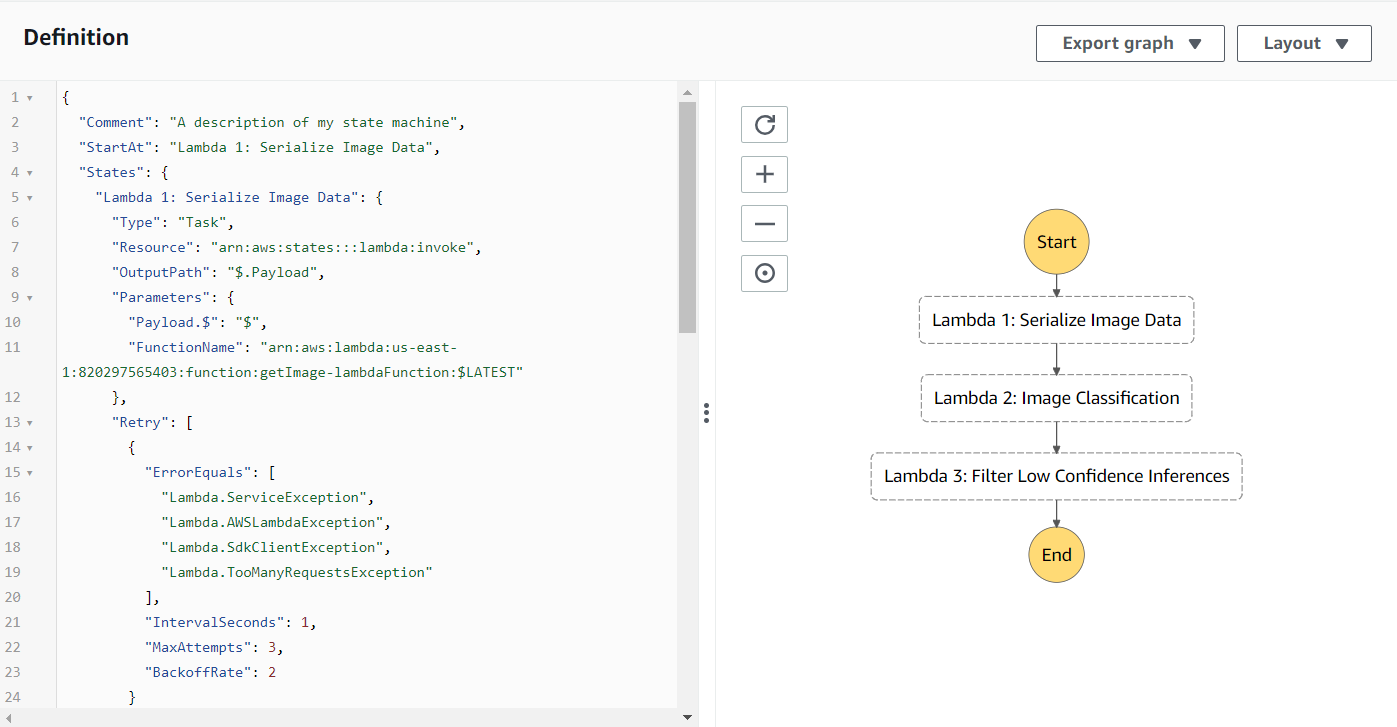 Definition
Export graph ▼
Layout ▼
1 {
2 "Comment": "A description of my state machine",
3 "StartAt": "Lambda 1: Serialize Image Data",
4 "States": {
5 "Lambda 1: Serialize Image Data": {
6 "Type": "Task",
7 "Resource": "arn:aws:states:::lambda:invoke",
8 "OutputPath": "$.Payload",
9 "Parameters": {
10 "Payload.$": "$",
11 "FunctionName": "arn:aws:lambda:us-east-
1:820297565403:function:getImage-lambdaFunction:$LATEST"
12 },
13 "Retry": [
14 {
15 "ErrorEquals": [
16 "Lambda.ServiceException",
17 "Lambda.AWSLambdaException",
18 "Lambda.SdkClientException",
19 "Lambda.TooManyRequestsException"
20 ],
21 "IntervalSeconds": 1,
22 "MaxAttempts": 3,
23 "BackoffRate": 2
24 }
Start
Lambda 1: Serialize Image Data
Lambda 2: Image Classification
Lambda 3: Filter Low Confidence Inferences
End